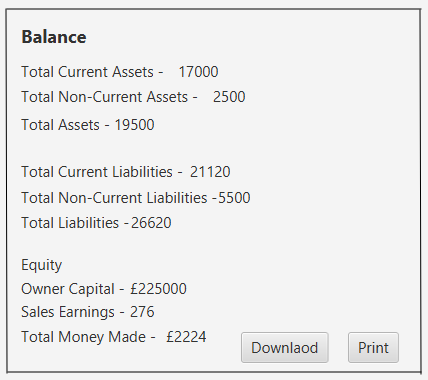 Balance
Total Current Assets - 17000
Total Non-Current Assets - 2500
Total Assets - 19500
Total Current Liabilities - 21120
Total Non-Current Liabilities -5500
Total Liabilities -26620
Equity
Owner Capital - £225000
Sales Earnings - 276
Total Money Made - £2224
Downlaod Print